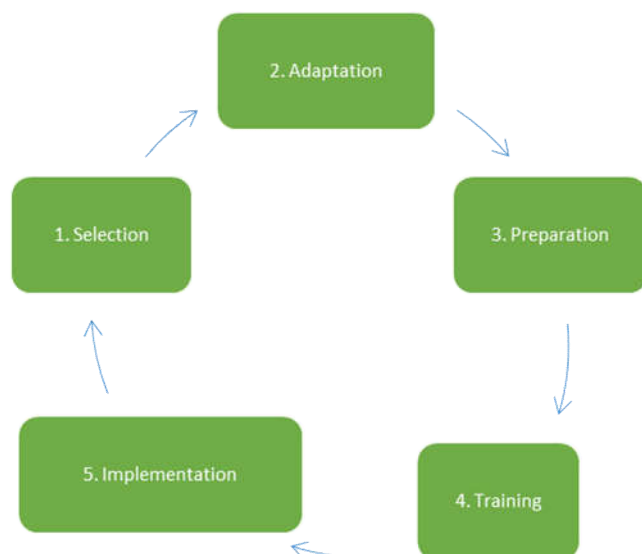 2. Adaptation
1. Selection
3. Preparation
5. Implementation
4. Training